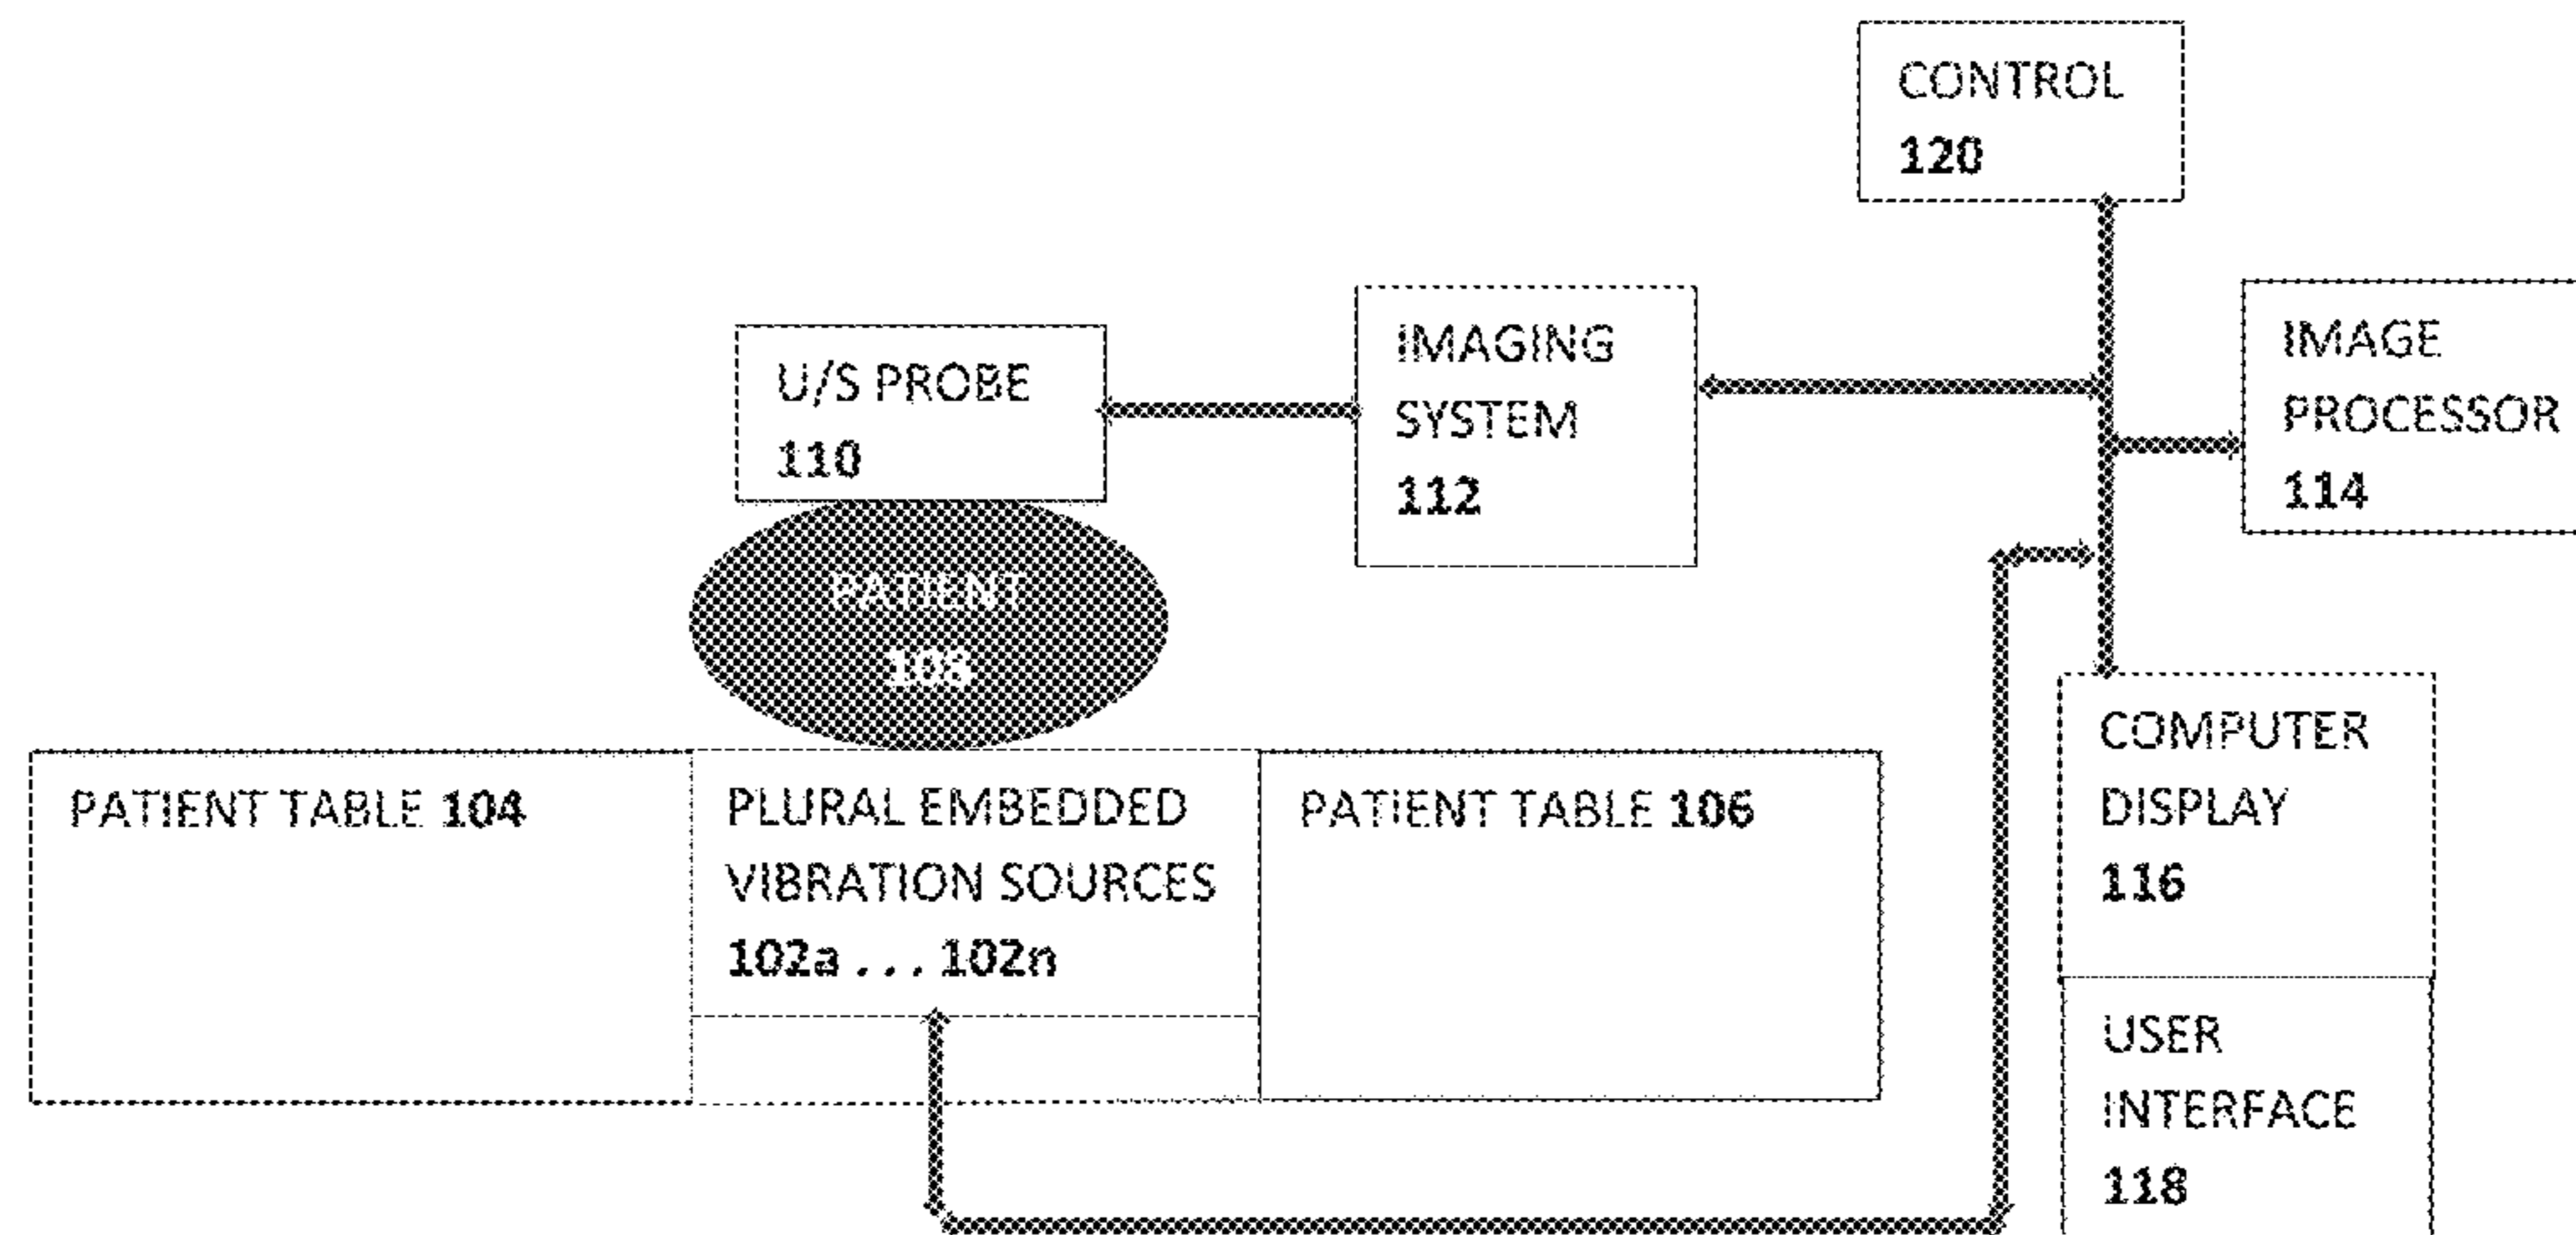 CONTROL
120
IMAGING
SYSTEM
112
IMAGE
PROCESSOR
114
U/S PROBE
110
PATIENT
108
PATIENT TABLE 104
PLURAL EMBEDDED
VIBRATION SOURCES
102a . . . 102n
PATIENT TABLE 106
COMPUTER
DISPLAY
116
USER
INTERFACE
118